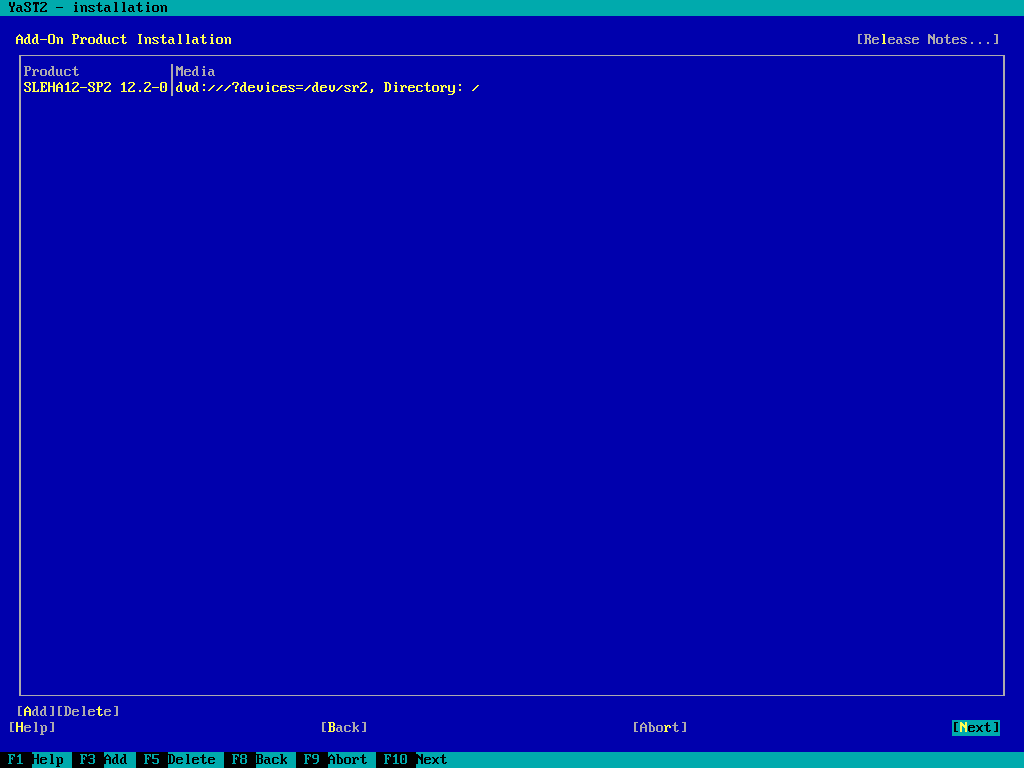 YaST2 - installation
Add-On Product Installation [Release Notes...]
Product |Media
SLEHA12-SP2 12.2-0|dvd:///?devices=/dev/sr2, Directory: /
[Add][Delete]
[Help] [Back] [Abort] [Next]
F1 Help F3 Add F5 Delete F8 Back F9 Abort F10 Next